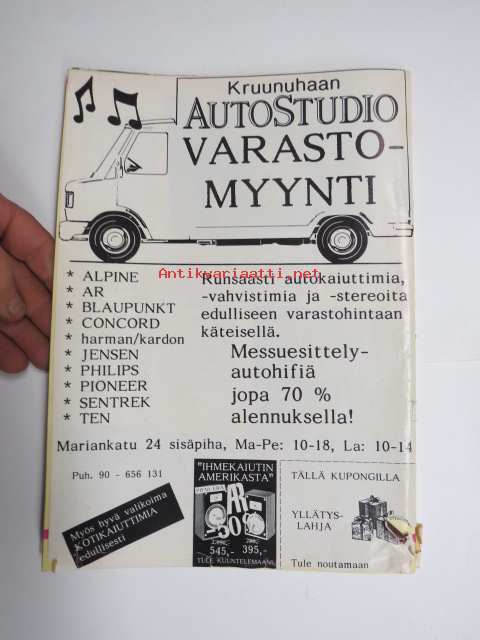 Kruunuhaan
AUTOSTUDIO
VARASTO-
MYYNTI
Antikvariaatti.net
* ALPINE
* AR
* BLAUPUNKT
* CONCORD
* harman/kardon
* JENSEN
* PHILIPS
* PIONEER
* SENTREK
* TEN
Runsaasti autokaiuttimia,
-vahvistimia ja -stereoita
edulliseen varastohintaan
käteisellä.
Messuesittely-
autohifiä
jopa 70 %
alennuksella!
Mariankatu 24 sisäpiha, Ma-Pe: 10-18, La: 10-14
Puh. 90 - 656 131
Myös hyvä valikoima
KOTIKAIUTTIMIA
edullisesti
"IHMEKAIUTIN
AMERIKASTA"
AR
545,- 395,-
TULE KUUNTELEMAAN!
TÄLLÄ KUPONGILLA
YLLÄTYS-
LAHJA
Tule noutamaan